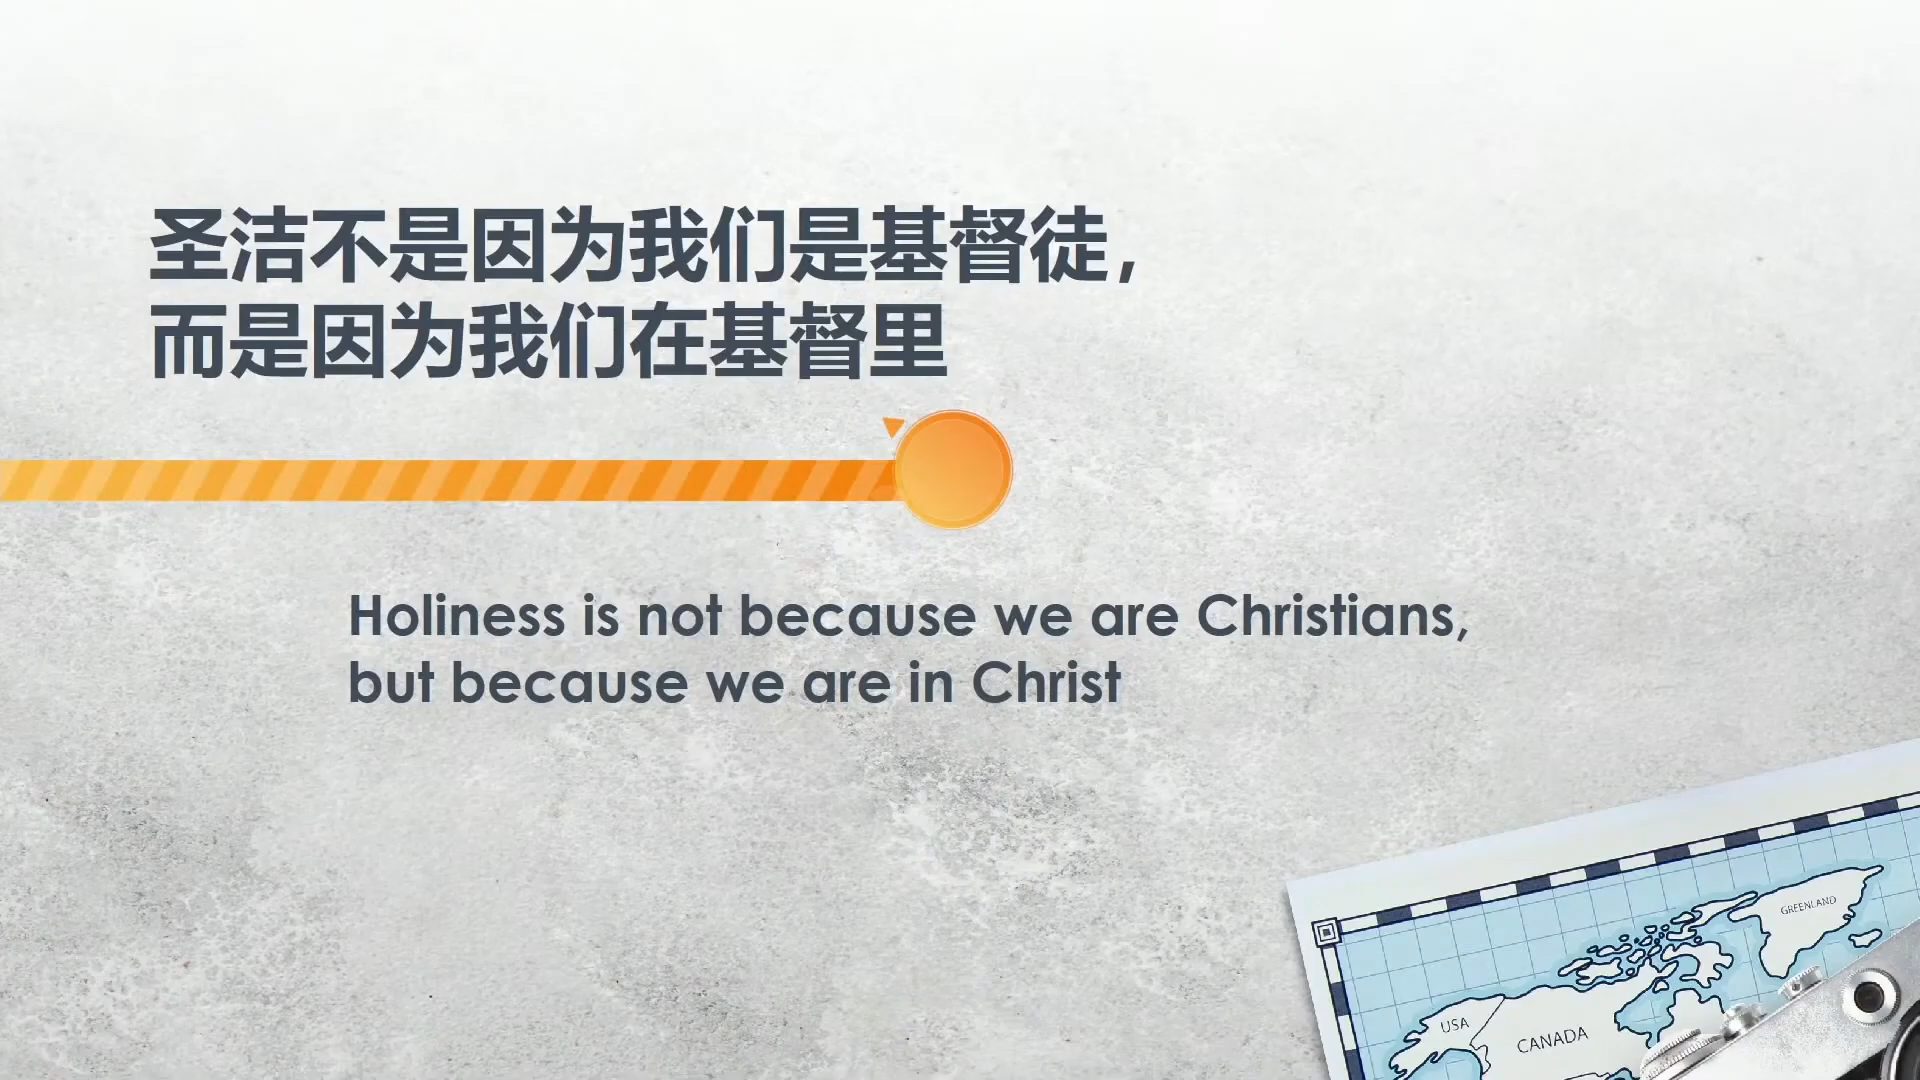 圣洁不是因为我们是基督徒，
而是因为我们在基督里
Holiness is not because we are Christians,
but because we are in Christ
GREENLAND
USA
CANADA